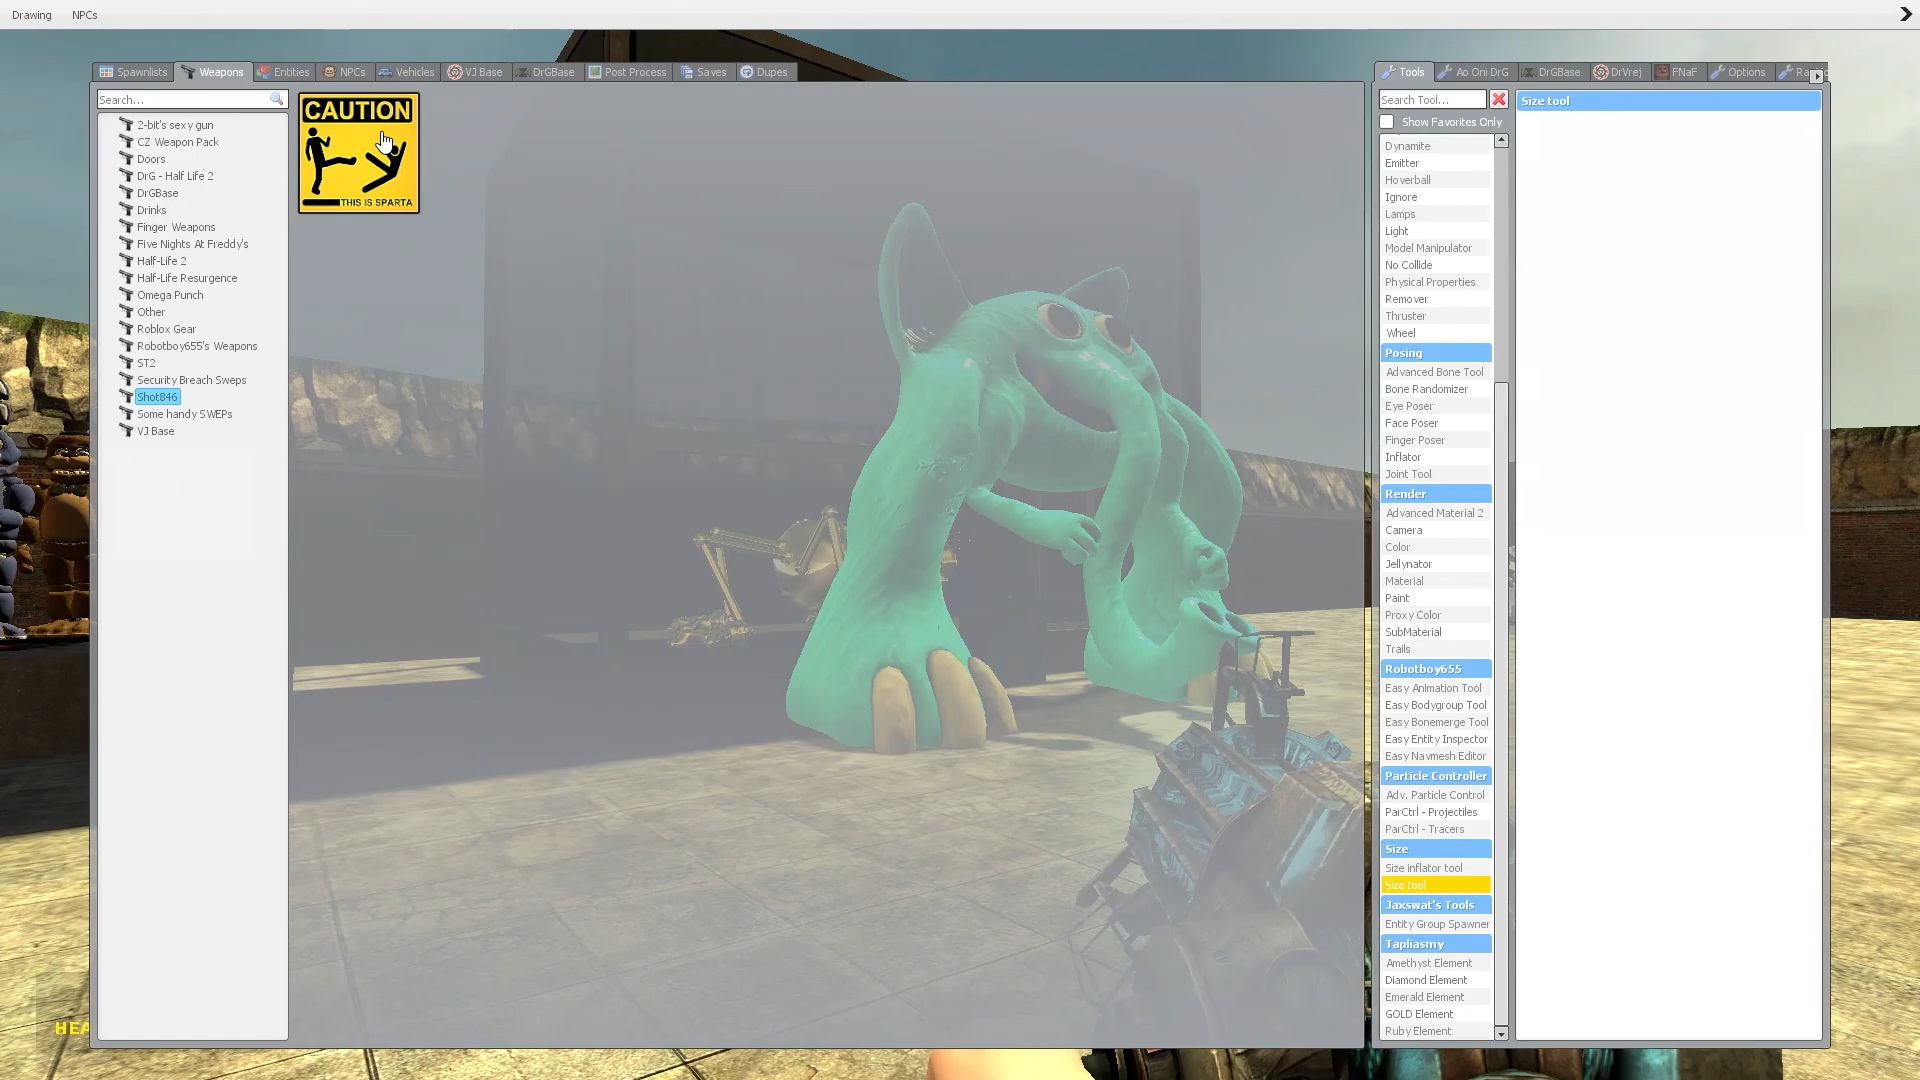 Drawing
NPCs
Spawnlists
Weapons
Entities
NPCs
Vehicles
VJ Base
DrGBase
Post Process
Saves
Dupes
Search...
2-bit's sexy gun
CZ Weapon Pack
Doors
DrG - Half Life 2
DrGBase
Drinks
Finger Weapons
Five Nights At Freddy's
Half-Life 2
Half-Life Resurgence
Omega Punch
Other
Roblox Gear
Robotboy655's Weapons
ST2
Security Breach Sweps
Shot846
Some handy SWEPs
VJ Base
CAUTION
THIS IS SPARTA
HEA
Tools
Ao Oni DrG
DrGBase
DrVrej
FNaF
Options
Search Tool...
Show Favorites Only
Dynamite
Emitter
Hoverball
Ignore
Lamps
Light
Model Manipulator
No Collide
Physical Properties
Remover
Thruster
Wheel
Posing
Advanced Bone Tool
Bone Randomizer
Eye Poser
Face Poser
Finger Poser
Inflator
Joint Tool
Render
Advanced Material 2
Camera
Color
Jellynator
Material
Paint
Proxy Color
SubMaterial
Trails
Robotboy655
Easy Animation Tool
Easy Bodygroup Tool
Easy Bonemerge Tool
Easy Entity Inspector
Easy Navmesh Editor
Particle Controller
Adv. Particle Control
ParCtrl - Projectiles
ParCtrl - Tracers
Size
Size inflator tool
Size tool
Jaxswat's Tools
Entity Group Spawner
Tapliasmy
Amethyst Element
Diamond Element
Emerald Element
GOLD Element
Ruby Element
Size tool